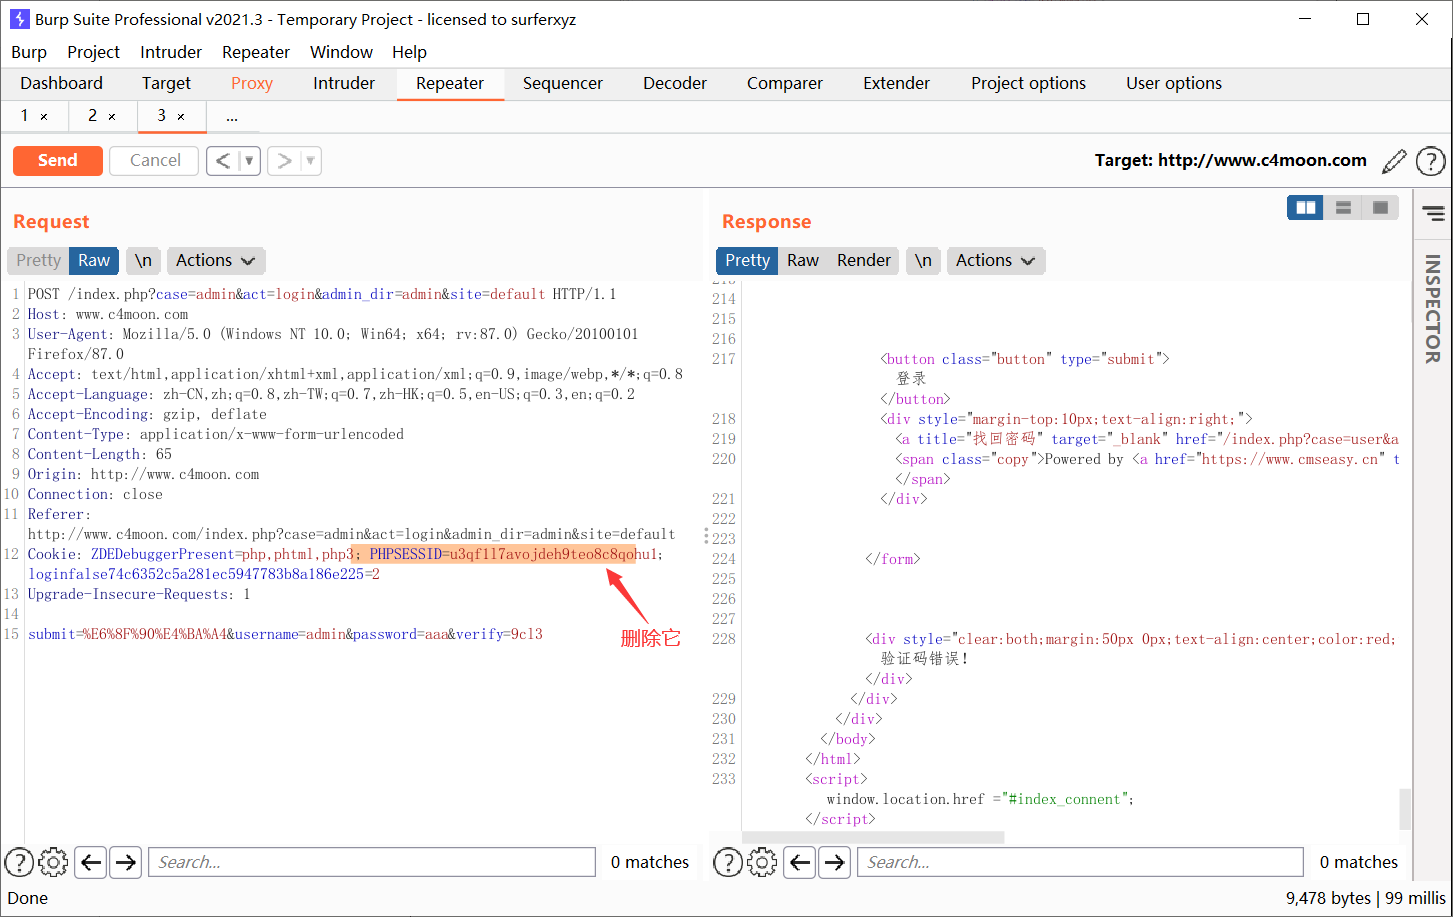 Burp Suite Professional v2021.3 - Temporary Project - licensed to surferxyz
Burp Project Intruder Repeater Window Help
Dashboard Target Proxy Intruder Repeater Sequencer Decoder Comparer Extender Project options User options
1 × 2 × 3 × ...
Send Cancel < > Target: http://www.c4moon.com
Request
Pretty Raw \n Actions
1 POST /index.php?case=admin&act=login&admin_dir=admin&site=default HTTP/1.1
2 Host: www.c4moon.com
3 User-Agent: Mozilla/5.0 (Windows NT 10.0; Win64; x64; rv:87.0) Gecko/20100101
Firefox/87.0
4 Accept: text/html,application/xhtml+xml,application/xml;q=0.9,image/webp,*/*;q=0.8
5 Accept-Language: zh-CN,zh;q=0.8,zh-TW;q=0.7,zh-HK;q=0.5,en-US;q=0.3,en;q=0.2
6 Accept-Encoding: gzip, deflate
7 Content-Type: application/x-www-form-urlencoded
8 Content-Length: 65
9 Origin: http://www.c4moon.com
10 Connection: close
11 Referer:
http://www.c4moon.com/index.php?case=admin&act=login&admin_dir=admin&site=default
12 Cookie: ZDEDebuggerPresent=php,phtml,php3; PHPSESSID=u3qf1l7avojdeh9teo8c8qohu1;
loginfalse74c6352c5a281ec5947783b8a186e225=2
13 Upgrade-Insecure-Requests: 1
14
15 submit=%E6%8F%90%E4%BA%A4&username=admin&password=aaa&verify=9cl3
删除它
Search... 0 matches
Response
Pretty Raw Render \n Actions
214
215
216
217 <button class="button" type="submit">
登录
</button>
218 <div style="margin-top:10px;text-align:right;">
219 <a title="找回密码" target="_blank" href="/index.php?case=user&a
220 <span class="copy">Powered by <a href="https://www.cmseasy.cn" t
</span>
221 </div>
222
223
224 </form>
225
226
227
228 <div style="clear:both;margin:50px 0px;text-align:center;color:red;
验证码错误！
</div>
229 </div>
230 </div>
231 </body>
232 </html>
233 <script>
window.location.href ="#index_connent";
</script>
Search... 0 matches
INSPECTOR
Done 9,478 bytes | 99 millis